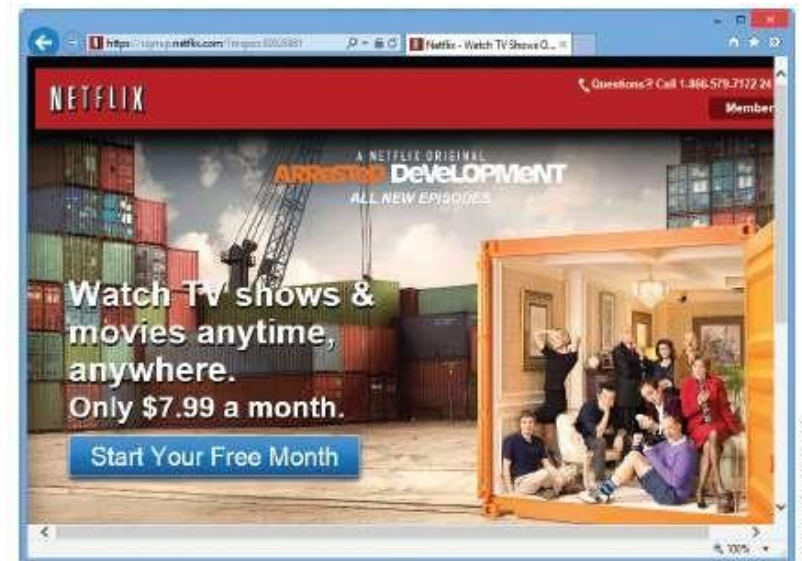 Netflix - Watch TV Shows O...
NETFLIX
Questions? Call 1-866-579-7172 24
Member
A NETFLIX ORIGINAL
ARRESTED DEVELOPMENT
ALL NEW EPISODES
Watch TV shows &
movies anytime,
anywhere.
Only $7.99 a month.
Start Your Free Month
100%